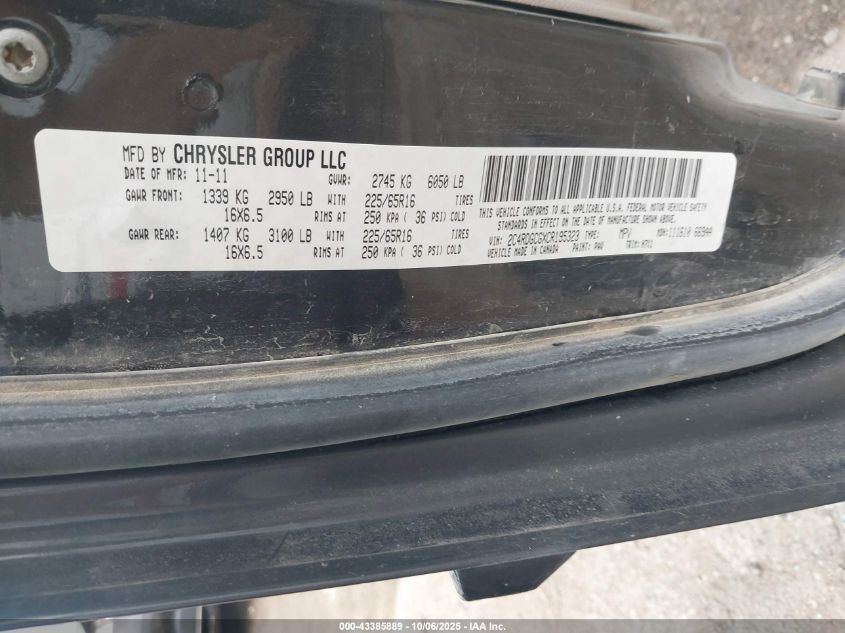 MFD BY CHRYSLER GROUP LLC
DATE OF MFR: 11-11 GVWR: 2745 KG 6050 LB
GAWR FRONT: 1339 KG 2950 LB WITH 225/65R16 TIRES
16X6.5 RIMS AT 250 KPA ( 36 PSI) COLD
GAWR REAR: 1407 KG 3100 LB WITH 225/65R16 TIRES
16X6.5 RIMS AT 250 KPA ( 36 PSI) COLD
THIS VEHICLE CONFORMS TO ALL APPLICABLE U.S.A. FEDERAL MOTOR VEHICLE SAFETY
STANDARDS IN EFFECT ON THE DATE OF MANUFACTURE SHOWN ABOVE.
VIN: 2C4RDGCGXCR195323 TYPE: MPV MDH: 111610
VEHICLE MADE IN CANADA PAINT: TRIM:
000-43385889 - 10/06/2025 - IAA Inc.